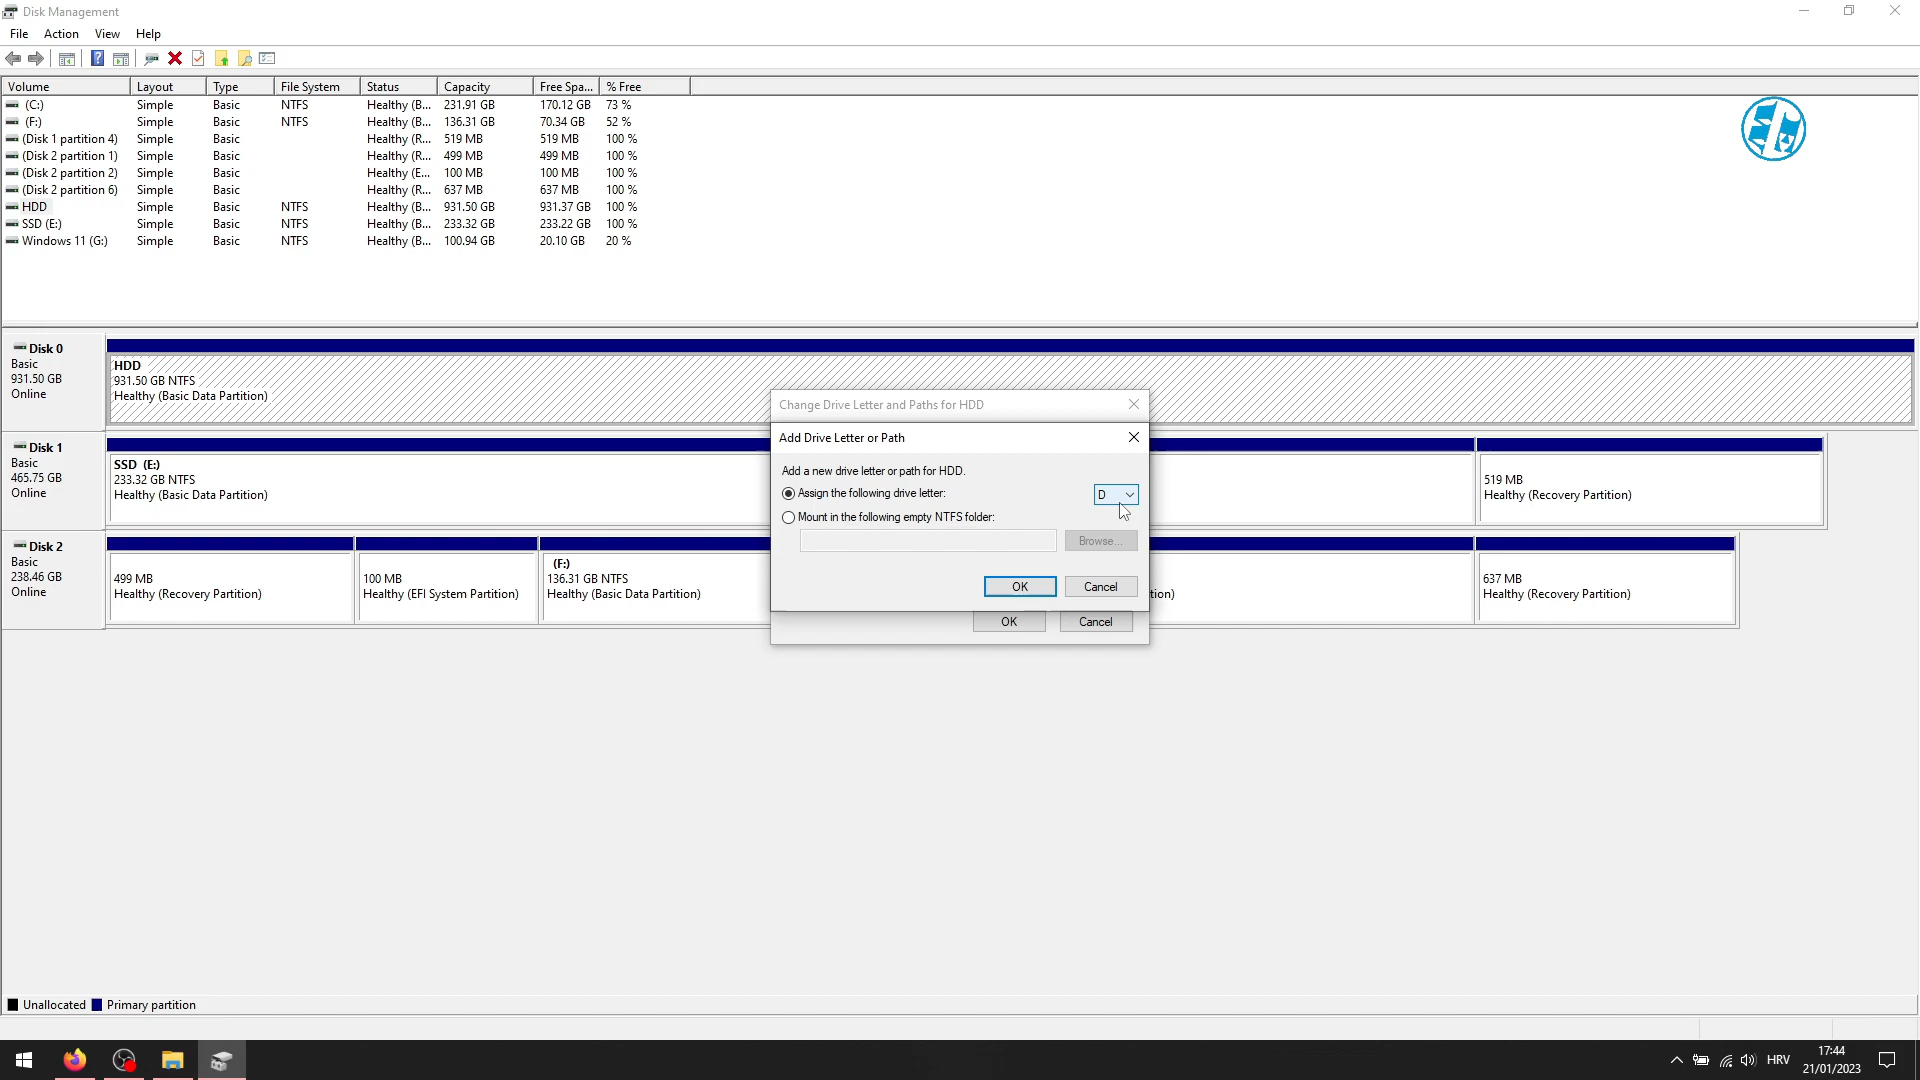 Disk Management
File Action View Help
Volume Layout Type File System Status Capacity Free Spa... % Free
(C:) Simple Basic NTFS Healthy (B... 231.91 GB 170.12 GB 73 %
(F:) Simple Basic NTFS Healthy (B... 136.31 GB 70.34 GB 52 %
(Disk 1 partition 4) Simple Basic Healthy (R... 519 MB 519 MB 100 %
(Disk 2 partition 1) Simple Basic Healthy (R... 499 MB 499 MB 100 %
(Disk 2 partition 2) Simple Basic Healthy (E... 100 MB 100 MB 100 %
(Disk 2 partition 6) Simple Basic Healthy (R... 637 MB 637 MB 100 %
HDD Simple Basic NTFS Healthy (B... 931.50 GB 931.37 GB 100 %
SSD (E:) Simple Basic NTFS Healthy (B... 233.32 GB 233.22 GB 100 %
Windows 11 (G:) Simple Basic NTFS Healthy (B... 100.94 GB 20.10 GB 20 %
Disk 0
Basic
931.50 GB
Online
HDD
931.50 GB NTFS
Healthy (Basic Data Partition)
Disk 1
Basic
465.75 GB
Online
SSD (E:)
233.32 GB NTFS
Healthy (Basic Data Partition)
519 MB
Healthy (Recovery Partition)
Disk 2
Basic
238.46 GB
Online
499 MB
Healthy (Recovery Partition)
100 MB
Healthy (EFI System Partition)
(F:)
136.31 GB NTFS
Healthy (Basic Data Partition)
tion)
637 MB
Healthy (Recovery Partition)
Change Drive Letter and Paths for HDD
Add Drive Letter or Path
Add a new drive letter or path for HDD.
Assign the following drive letter: D
Mount in the following empty NTFS folder:
Browse...
OK Cancel
OK Cancel
Unallocated Primary partition
HRV
17:44
21/01/2023